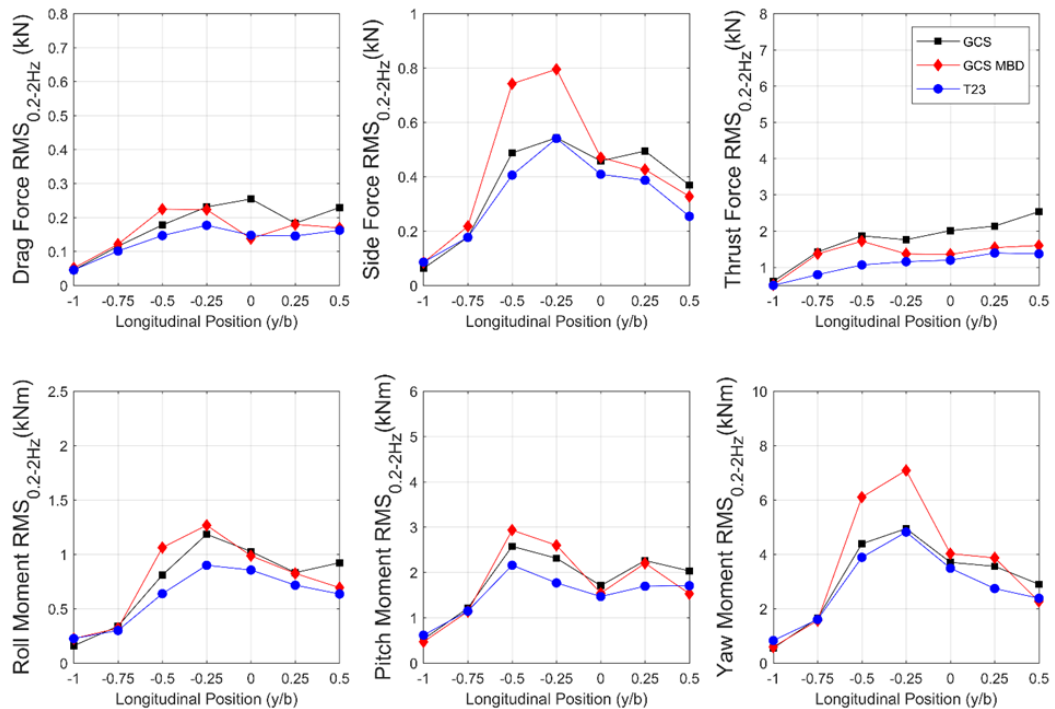 Drag Force RMS0.2-2Hz (kN)
0.8
0.7
0.6
0.5
0.4
0.3
0.2
0.1
0
-1 -0.75 -0.5 -0.25 0 0.25 0.5
Longitudinal Position (y/b)
Side Force RMS0.2-2Hz (kN)
1
0.8
0.6
0.4
0.2
0
-1 -0.75 -0.5 -0.25 0 0.25 0.5
Longitudinal Position (y/b)
Thrust Force RMS0.2-2Hz (kN)
8
7
6
5
4
3
2
1
0
-1 -0.75 -0.5 -0.25 0 0.25 0.5
Longitudinal Position (y/b)
GCS
GCS MBD
T23
Roll Moment RMS0.2-2Hz(kNm)
2.5
2
1.5
1
0.5
0
-1 -0.75 -0.5 -0.25 0 0.25 0.5
Longitudinal Position (y/b)
Pitch Moment RMS0.2-2Hz(kNm)
6
5
4
3
2
1
0
-1 -0.75 -0.5 -0.25 0 0.25 0.5
Longitudinal Position (y/b)
Yaw Moment RMS0.2-2Hz(kNm)
10
8
6
4
2
0
-1 -0.75 -0.5 -0.25 0 0.25 0.5
Longitudinal Position (y/b)